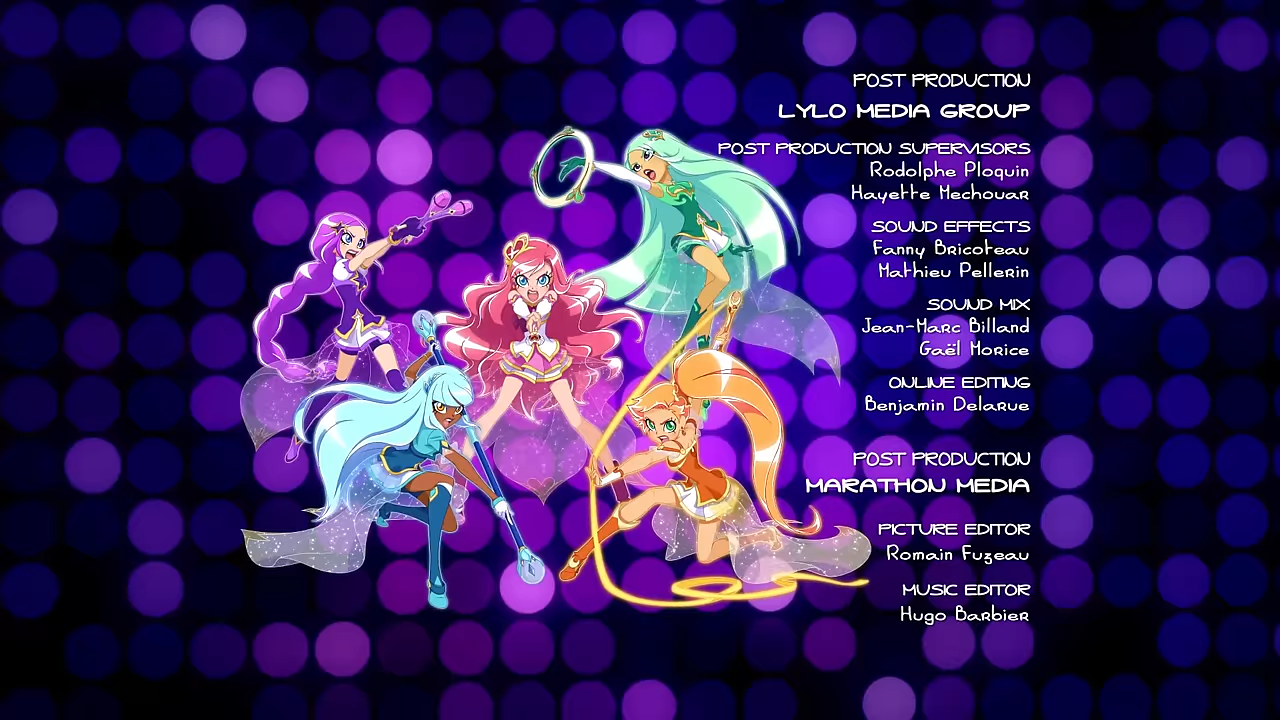 POST PRODUCTION
LYLO MEDIA GROUP
POST PRODUCTION SUPERVISORS
Rodolphe Ploquin
Hayette Mechouar
SOUND EFFECTS
Fanny Bricoteau
Mathieu Pellerin
SOUND MIX
Jean-Marc Billand
Gaël Morice
ONLINE EDITING
Benjamin Delarue
POST PRODUCTION
MARATHON MEDIA
PICTURE EDITOR
Romain Fuzeau
MUSIC EDITOR
Hugo Barbier